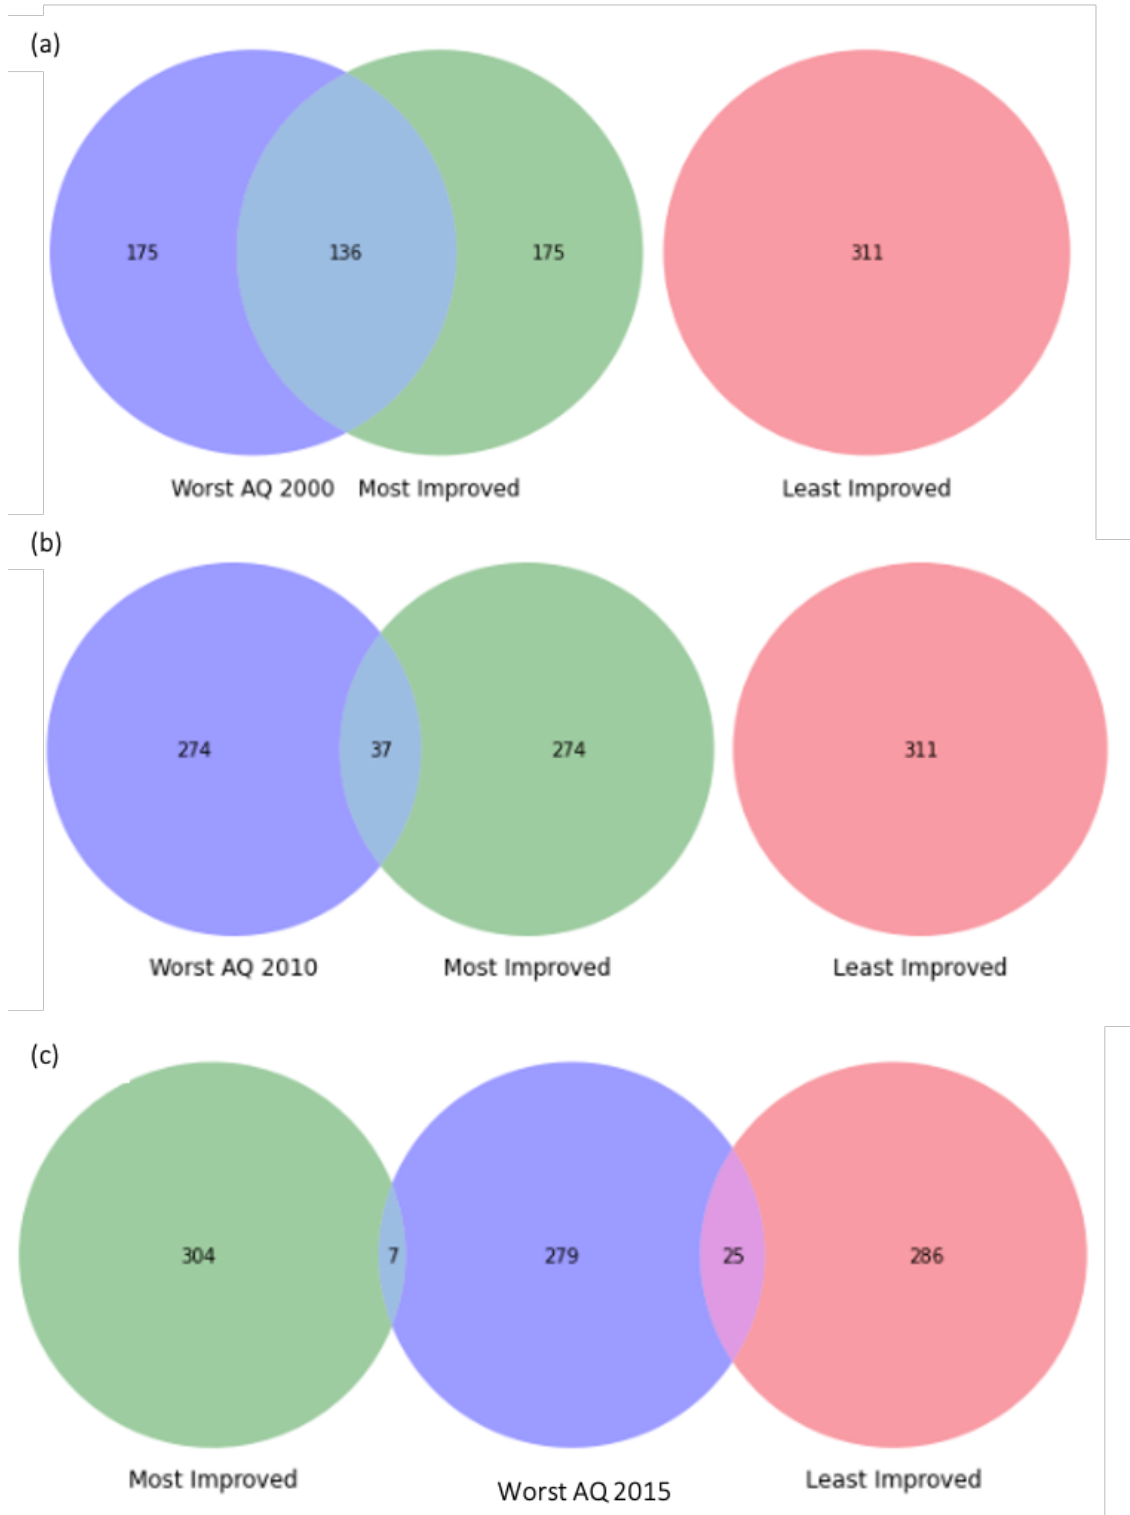 (a)
175 136 175 311
Worst AQ 2000 Most Improved Least Improved
(b)
274 37 274 311
Worst AQ 2010 Most Improved Least Improved
(c)
304 7 279 25 286
Most Improved Worst AQ 2015 Least Improved